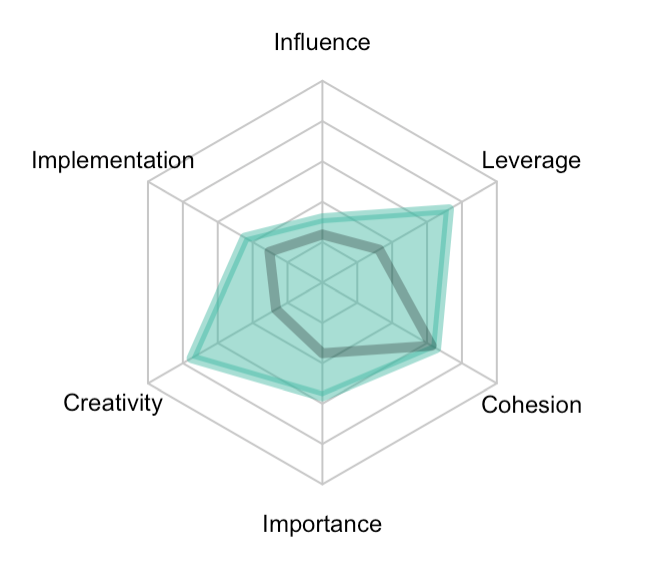 Influence
Implementation
Leverage
Creativity
Cohesion
Importance